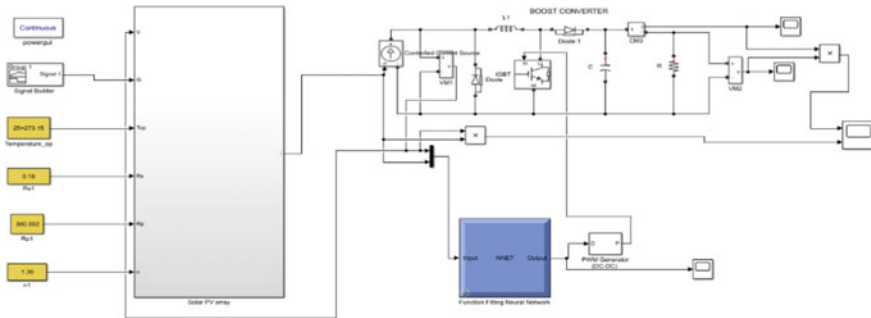 BOOST CONVERTER
Continuous
powergui
Signal 1
Signal Builder
25+273.15
Temperature_op
0.18
Rs1
360.002
Rp1
1.36
n1
V
Top
Rs
Rp
n
Solar PV array
Controlled Current Source
VM1
L1
Diode
Diode 1
IGBT
C
CM3
R
VM2
×
×
Input
NNET
Output
Function Fitting Neural Network
D
P
PWM Generator
(DC-DC)